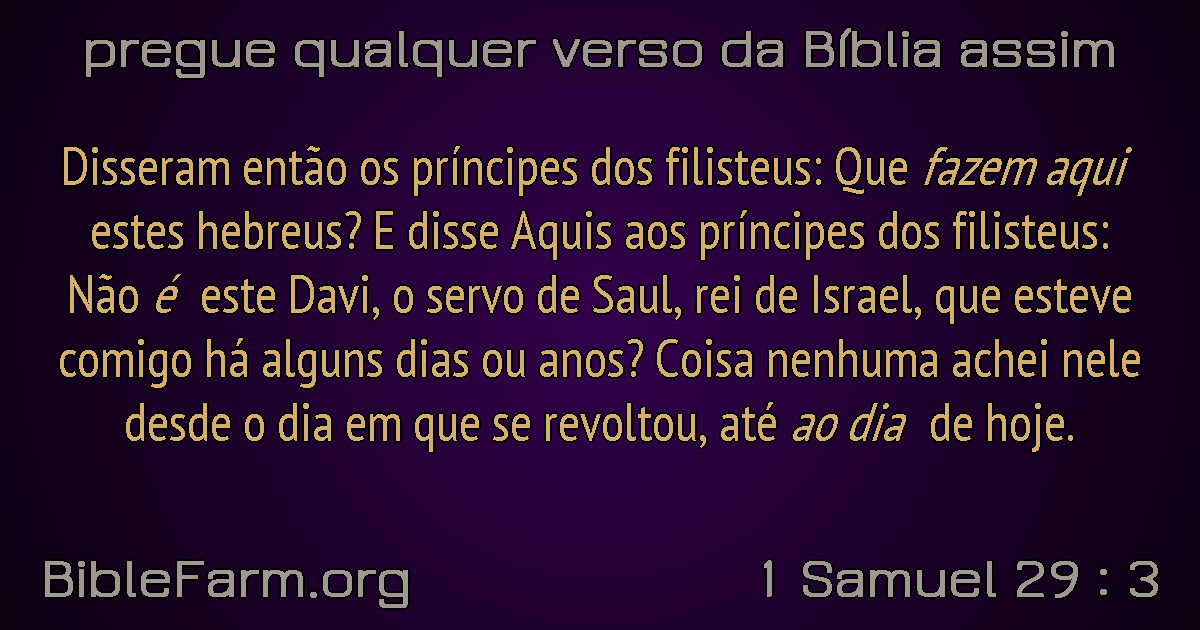 pregue qualquer verso da Bíblia assim
Disseram então os príncipes dos filisteus: Que fazem aqui
estes hebreus? E disse Aquis aos príncipes dos filisteus:
Não é este Davi, o servo de Saul, rei de Israel, que esteve
comigo há alguns dias ou anos? Coisa nenhuma achei nele
desde o dia em que se revoltou, até ao dia de hoje.
BibleFarm.org
1 Samuel 29 : 3